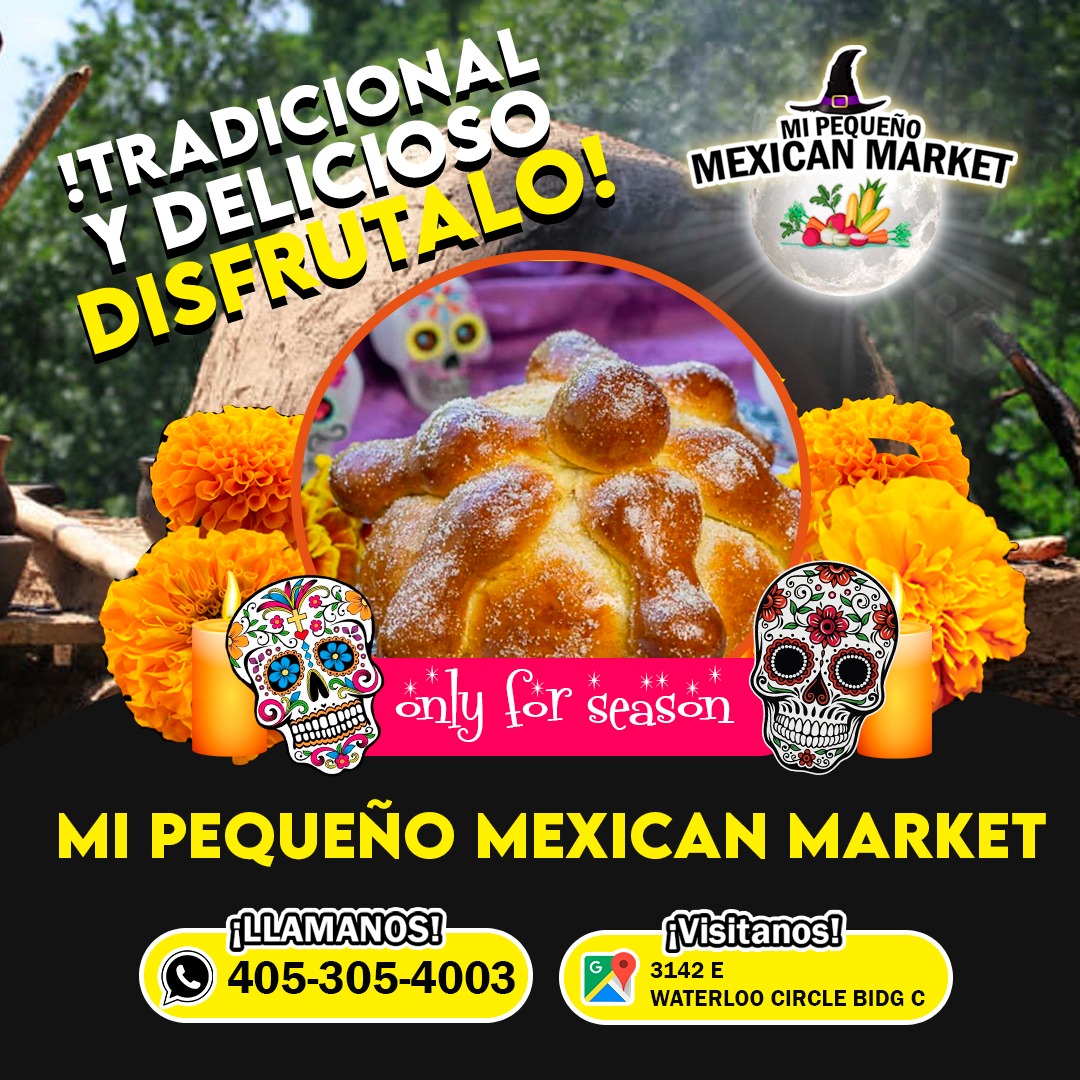 !TRADICIONAL
Y DELICIOSO
DISFRUTALO!
MI PEQUEÑO
MEXICAN MARKET
only for season
MI PEQUEÑO MEXICAN MARKET
¡LLAMANOS!
405-305-4003
¡Visitanos!
G
3142 E
WATERLOO CIRCLE BIDG C